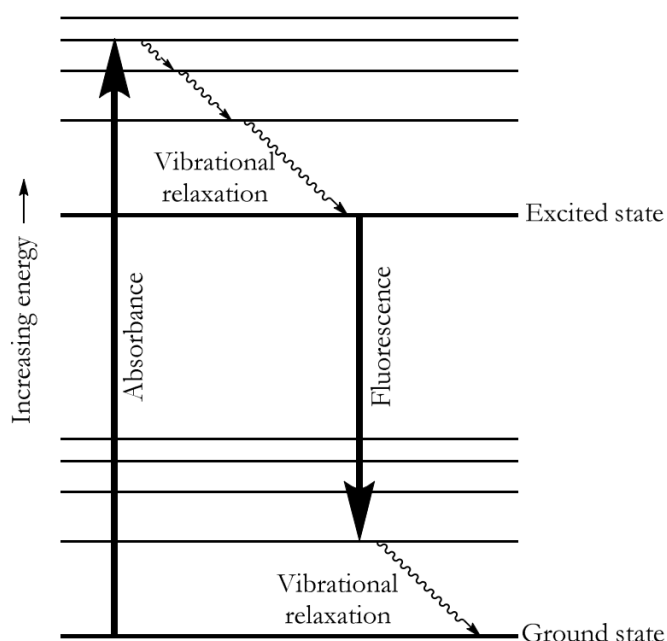 Vibrational
relaxation
Excited state
Increasing energy
Absorbance
Fluorescence
Vibrational
relaxation
Ground state